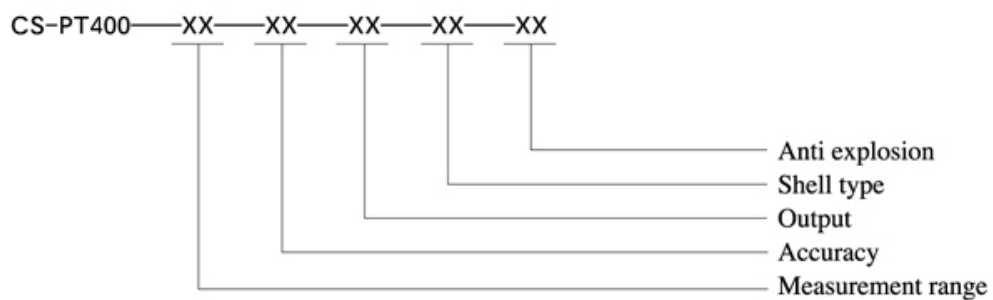 CS-PT400—XX—XX—XX—XX—XX
Anti explosion
Shell type
Output
Accuracy
Measurement range